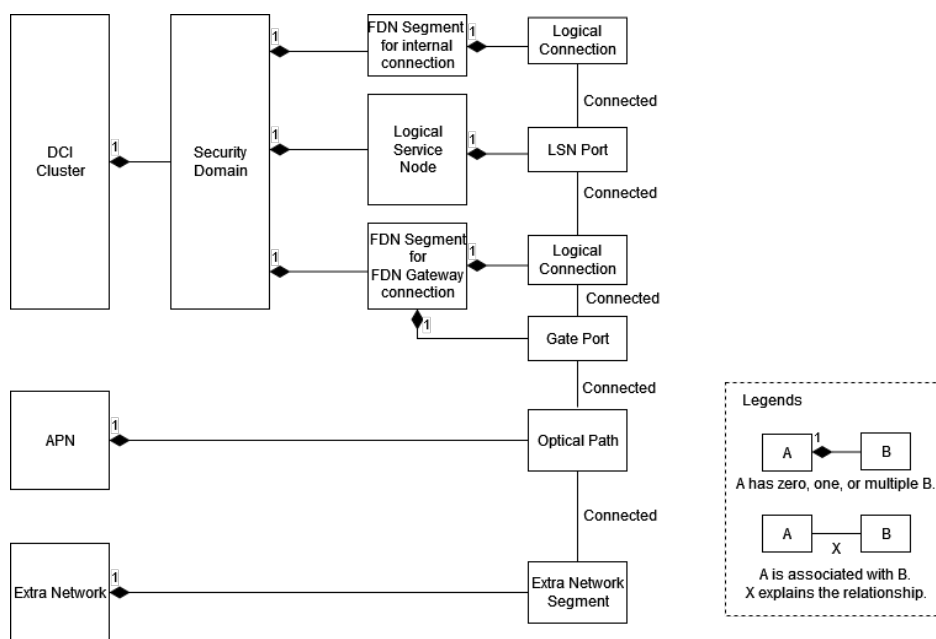 FDN Segment
for internal
connection
1
1
Logical
Connection
Connected
DCI
Cluster
1
Security
Domain
1
Logical
Service
Node
1
LSN Port
Connected
1
FDN Segment
for
FDN Gateway
connection
1
Logical
Connection
Connected
1
Gate Port
Connected
APN
1
Optical Path
Connected
Extra Network
1
Extra Network
Segment
Legends
A
1
B
A has zero, one, or multiple B.
A
B
X
A is associated with B.
X explains the relationship.